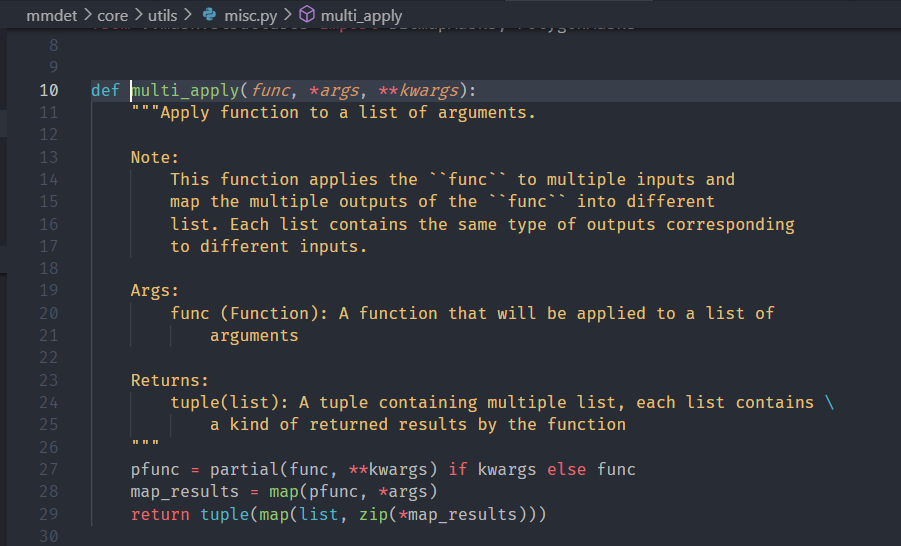 mmdet > core > utils > misc.py > multi_apply
8
9
10 def multi_apply(func, *args, **kwargs):
11     """Apply function to a list of arguments.
12
13     Note:
14         This function applies the ``func`` to multiple inputs and
15         map the multiple outputs of the ``func`` into different
16         list. Each list contains the same type of outputs corresponding
17         to different inputs.
18
19     Args:
20         func (Function): A function that will be applied to a list of
21             arguments
22
23     Returns:
24         tuple(list): A tuple containing multiple list, each list contains \
25             a kind of returned results by the function
26     """
27     pfunc = partial(func, **kwargs) if kwargs else func
28     map_results = map(pfunc, *args)
29     return tuple(map(list, zip(*map_results)))
30